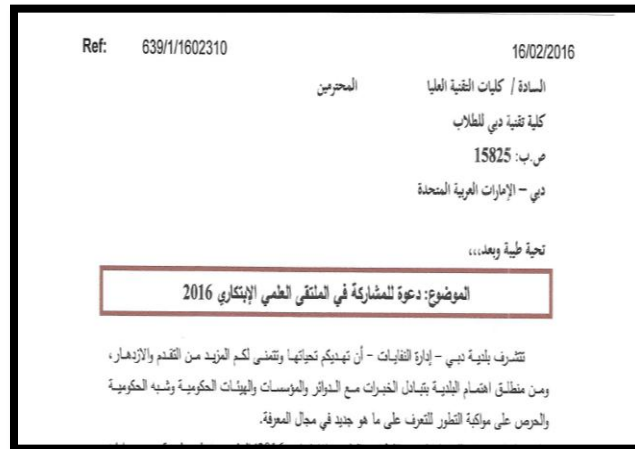 Ref: 639/1/1602310 16/02/2016
السادة / كليات التقنية العليا المحترمين
كلية تقنية دبي للطلاب
ص.ب: 15825
دبي – الإمارات العربية المتحدة
تحية طيبة وبعد،،،
الموضوع: دعوة للمشاركة في الملتقى العلمي الإبتكاري 2016
تتشرف بلدية دبي – إدارة النفايات – أن تهديكم تحياتها وتتمنى لكم المزيد من التقدم والازدهار،
ومن منطلق اهتمام البلدية بتبادل الخبرات مع الدوائر والمؤسسات والهيئات الحكومية وشبه الحكومية
والحرص على مواكبة التطور للتعرف على ما هو جديد في مجال المعرفة.